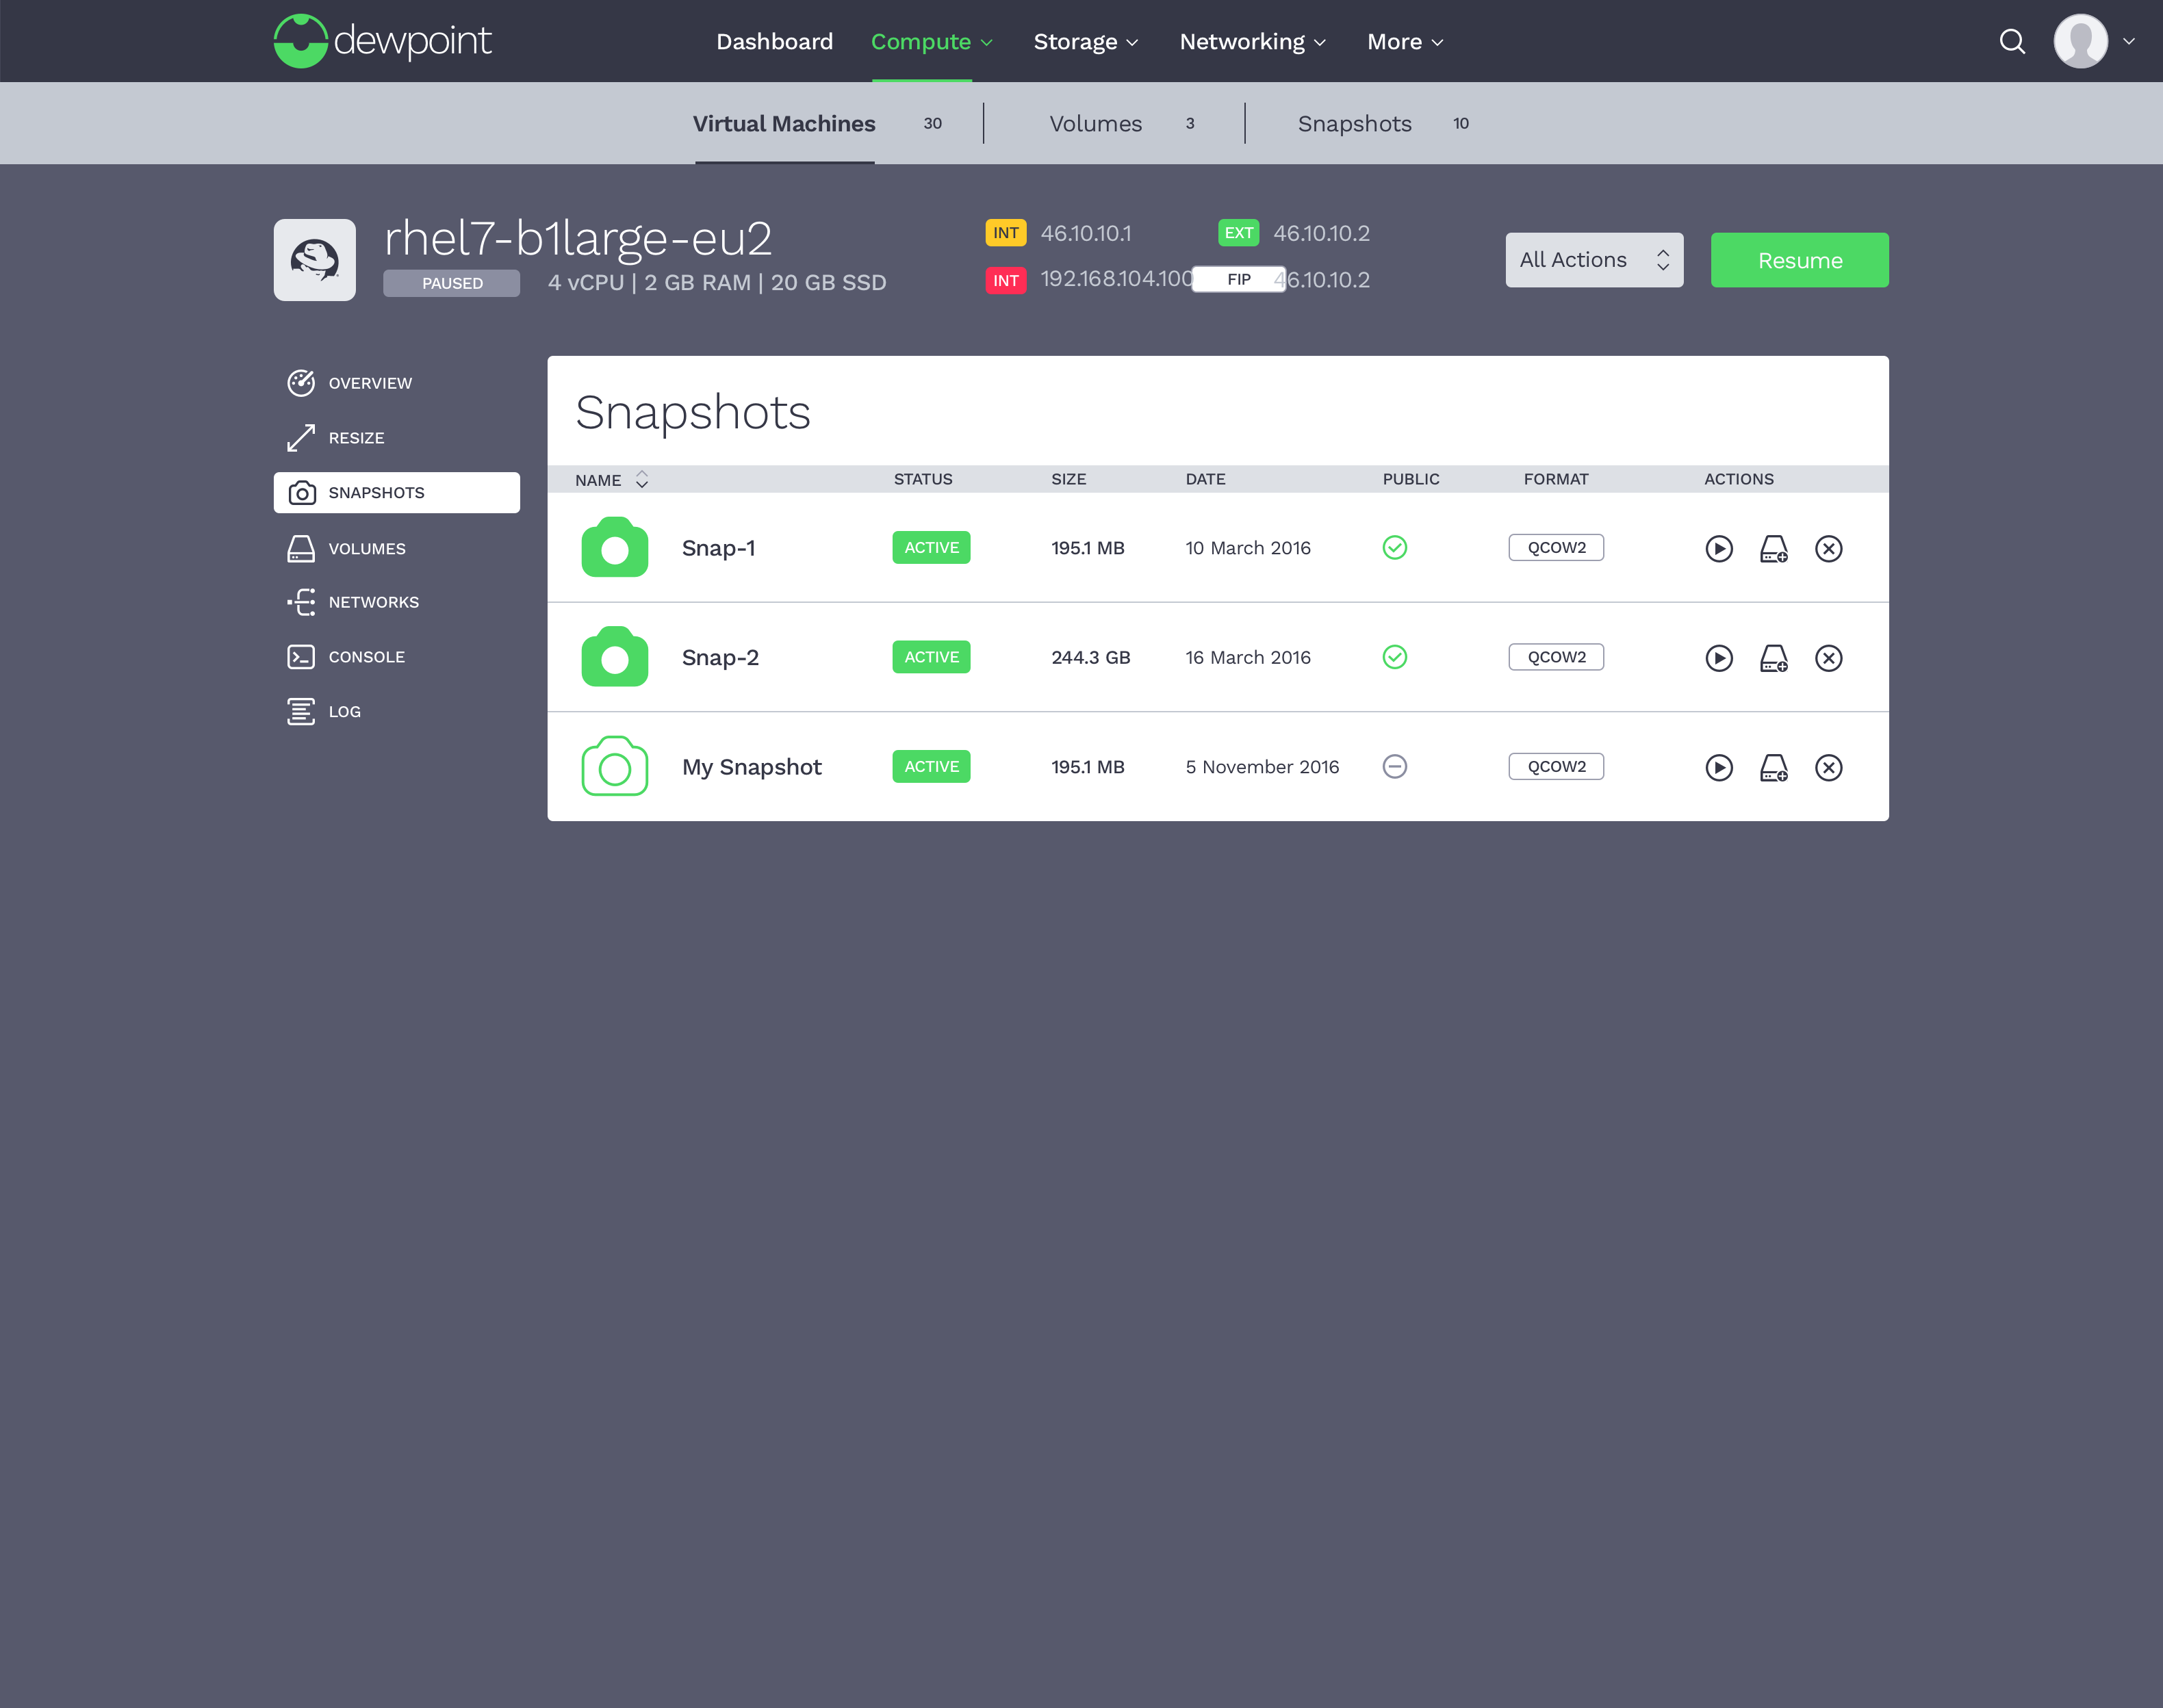 dewpoint
Dashboard Compute Storage Networking More
Virtual Machines 30 Volumes 3 Snapshots 10
rhel7-b1large-eu2
PAUSED 4 vCPU | 2 GB RAM | 20 GB SSD
INT 46.10.10.1 EXT 46.10.10.2
INT 192.168.104.100 FIP 46.10.10.2
All Actions Resume
OVERVIEW
RESIZE
SNAPSHOTS
VOLUMES
NETWORKS
CONSOLE
LOG
Snapshots
NAME STATUS SIZE DATE PUBLIC FORMAT ACTIONS
Snap-1 ACTIVE 195.1 MB 10 March 2016 QCOW2
Snap-2 ACTIVE 244.3 GB 16 March 2016 QCOW2
My Snapshot ACTIVE 195.1 MB 5 November 2016 QCOW2